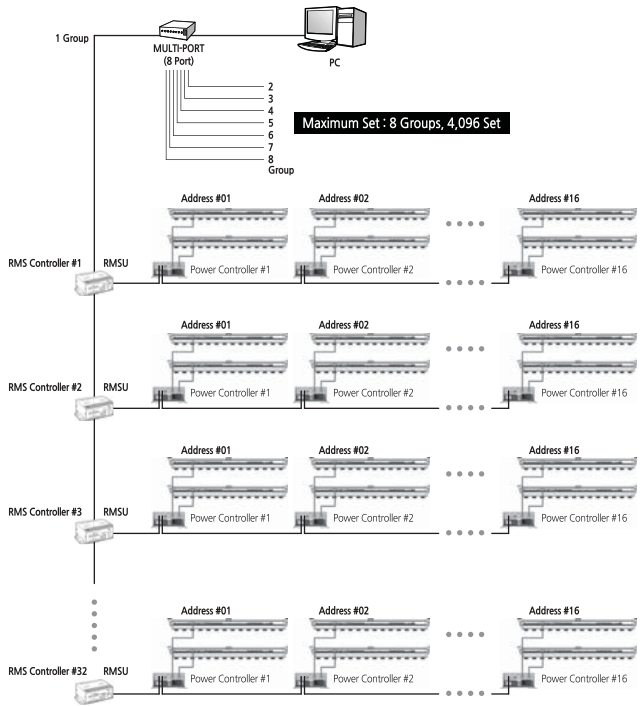 1 Group
MULTI-PORT
(8 Port)
PC
2
3
4
5
6
7
8
Group
Maximum Set : 8 Groups, 4,096 Set
Address #01
Address #02
Address #16
RMS Controller #1
RMSU
Power Controller #1
Power Controller #2
Power Controller #16
Address #01
Address #02
Address #16
RMS Controller #2
RMSU
Power Controller #1
Power Controller #2
Power Controller #16
Address #01
Address #02
Address #16
RMS Controller #3
RMSU
Power Controller #1
Power Controller #2
Power Controller #16
Address #01
Address #02
Address #16
RMS Controller #32
RMSU
Power Controller #1
Power Controller #2
Power Controller #16